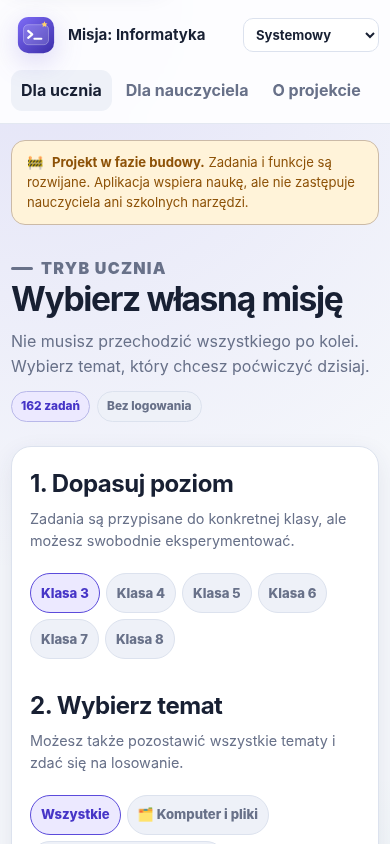 Misja: Informatyka
Systemowy
Dla ucznia
Dla nauczyciela
O projekcie
🚧 Projekt w fazie budowy. Zadania i funkcje są
rozwijane. Aplikacja wspiera naukę, ale nie zastępuje
nauczyciela ani szkolnych narzędzi.
TRYB UCZNIA
Wybierz własną misję
Nie musisz przechodzić wszystkiego po kolei.
Wybierz temat, który chcesz poćwiczyć dzisiaj.
162 zadań
Bez logowania
1. Dopasuj poziom
Zadania są przypisane do konkretnej klasy, ale
możesz swobodnie eksperymentować.
Klasa 3
Klasa 4
Klasa 5
Klasa 6
Klasa 7
Klasa 8
2. Wybierz temat
Możesz także pozostawić wszystkie tematy i
zdać się na losowanie.
Wszystkie
🗂️ Komputer i pliki